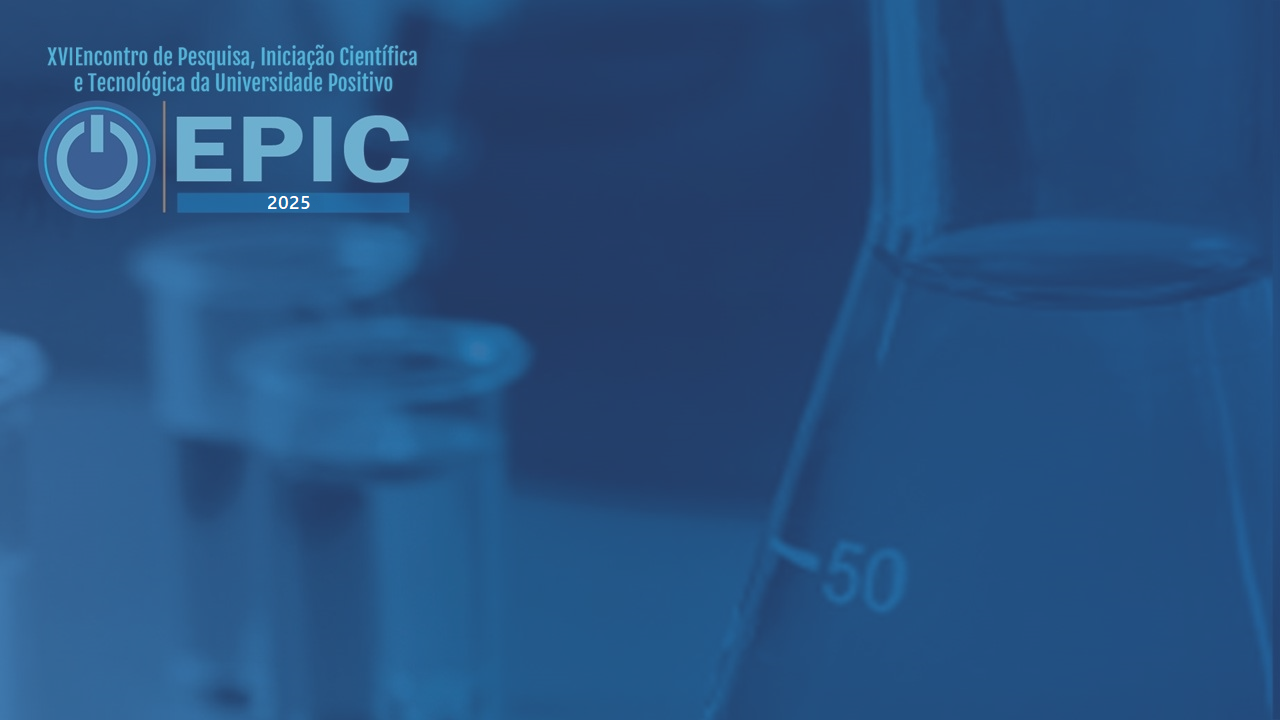 XVIEncontro de Pesquisa, Iniciação Científica
e Tecnológica da Universidade Positivo
EPIC
2025
50